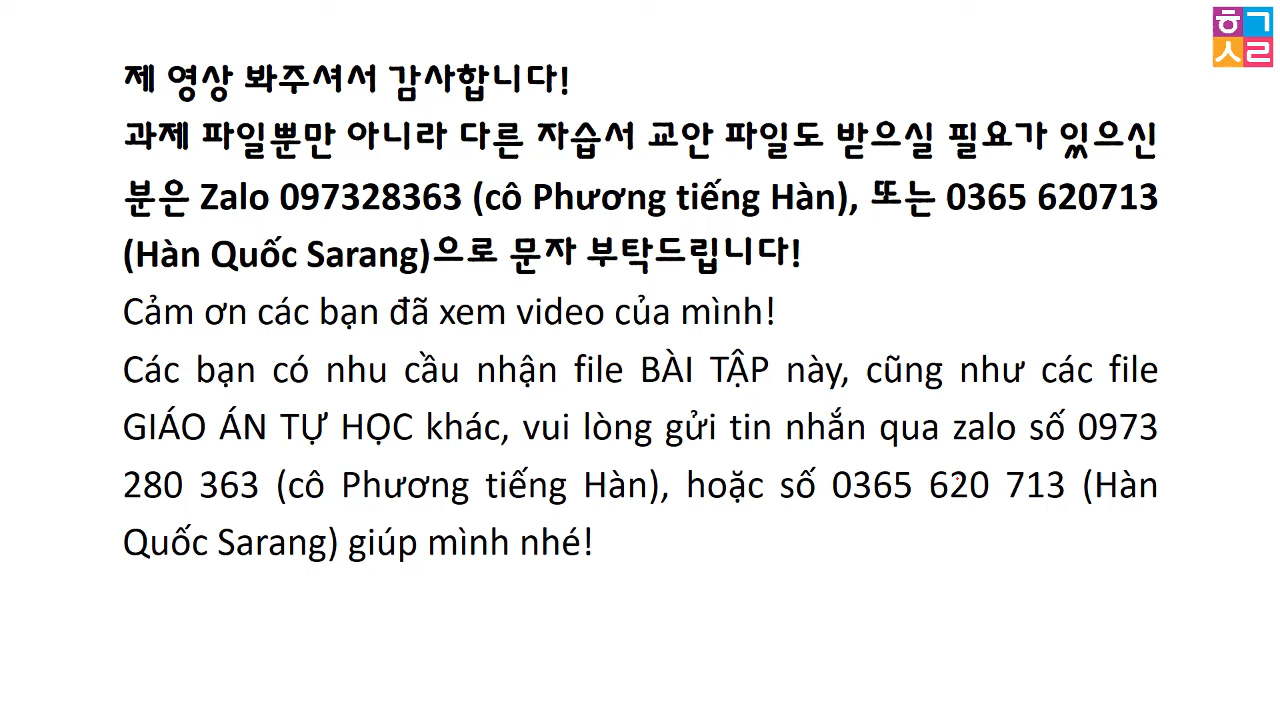 ㅎㄱ
ㅅㄹ
제 영상 봐주셔서 감사합니다!
과제 파일뿐만 아니라 다른 자습서 교안 파일도 받으실 필요가 있으신
분은 Zalo 097328363 (cô Phương tiếng Hàn), 또는 0365 620713
(Hàn Quốc Sarang)으로 문자 부탁드립니다!
Cảm ơn các bạn đã xem video của mình!
Các bạn có nhu cầu nhận file BÀI TẬP này, cũng như các file
GIÁO ÁN TỰ HỌC khác, vui lòng gửi tin nhắn qua zalo số 0973
280 363 (cô Phương tiếng Hàn), hoặc số 0365 620 713 (Hàn
Quốc Sarang) giúp mình nhé!